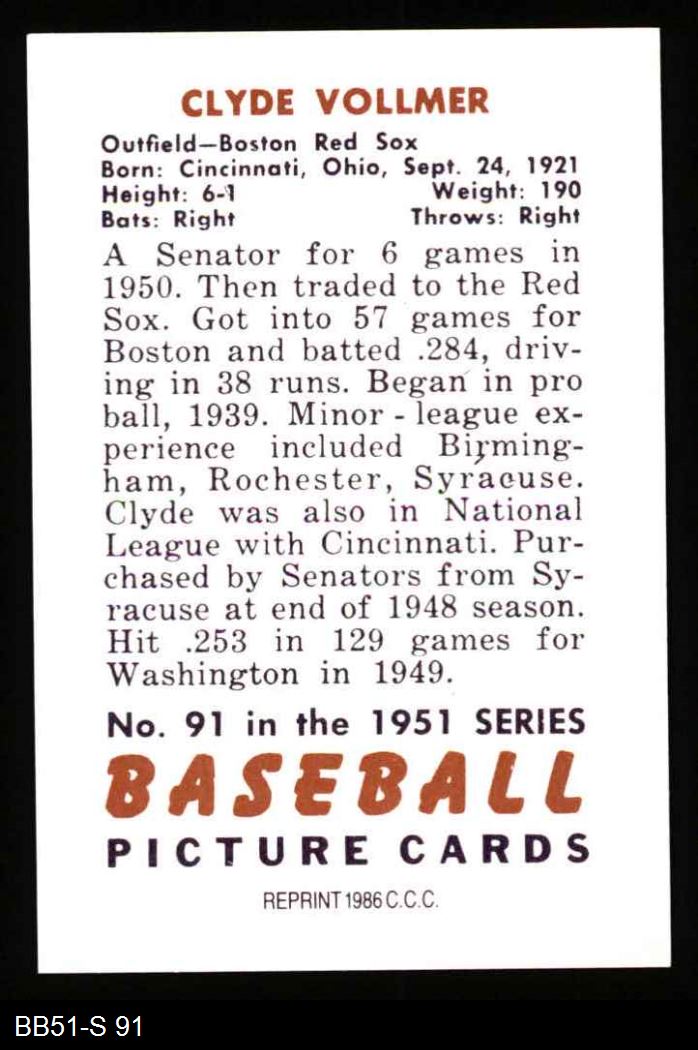 CLYDE VOLLMER
Outfield—Boston Red Sox
Born: Cincinnati, Ohio, Sept. 24, 1921
Height: 6-1 Weight: 190
Bats: Right Throws: Right
A Senator for 6 games in
1950. Then traded to the Red
Sox. Got into 57 games for
Boston and batted .284, driv-
ing in 38 runs. Began in pro
ball, 1939. Minor - league ex-
perience included Birming-
ham, Rochester, Syracuse.
Clyde was also in National
League with Cincinnati. Pur-
chased by Senators from Sy-
racuse at end of 1948 season.
Hit .253 in 129 games for
Washington in 1949.
No. 91 in the 1951 SERIES
BASEBALL
PICTURE CARDS
REPRINT 1986 C.C.C.
BB51-S 91